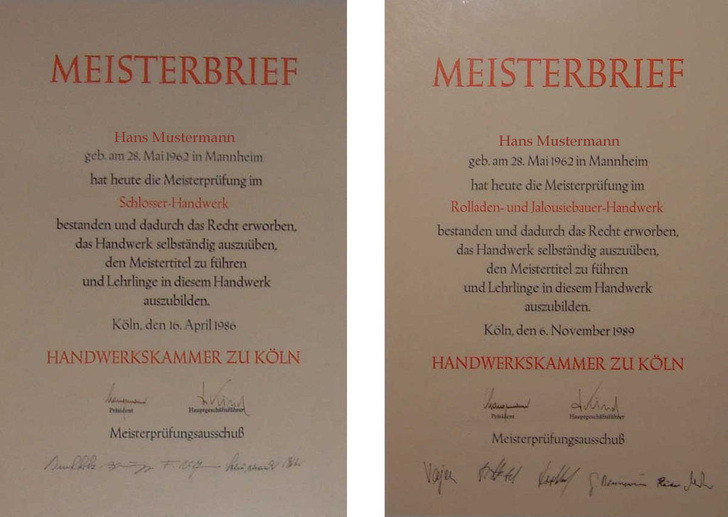 MEISTERBRIEF
Hans Mustermann
geb. am 28. Mai 1962 in Mannheim
hat heute die Meisterprüfung im
Schlosser-Handwerk
bestanden und dadurch das Recht erworben,
das Handwerk selbständig auszuüben,
den Meistertitel zu führen
und Lehrlinge in diesem Handwerk
auszubilden.
Köln, den 16. April 1986
HANDWERKSKAMMER ZU KÖLN
Präsident Hauptgeschäftsführer
Meisterprüfungsausschuß
MEISTERBRIEF
Hans Mustermann
geb. am 28. Mai 1962 in Mannheim
hat heute die Meisterprüfung im
Rolladen- und Jalousiebauer-Handwerk
bestanden und dadurch das Recht erworben,
das Handwerk selbständig auszuüben,
den Meistertitel zu führen
und Lehrlinge in diesem Handwerk
auszubilden.
Köln, den 6. November 1989
HANDWERKSKAMMER ZU KÖLN
Präsident Hauptgeschäftsführer
Meisterprüfungsausschuß